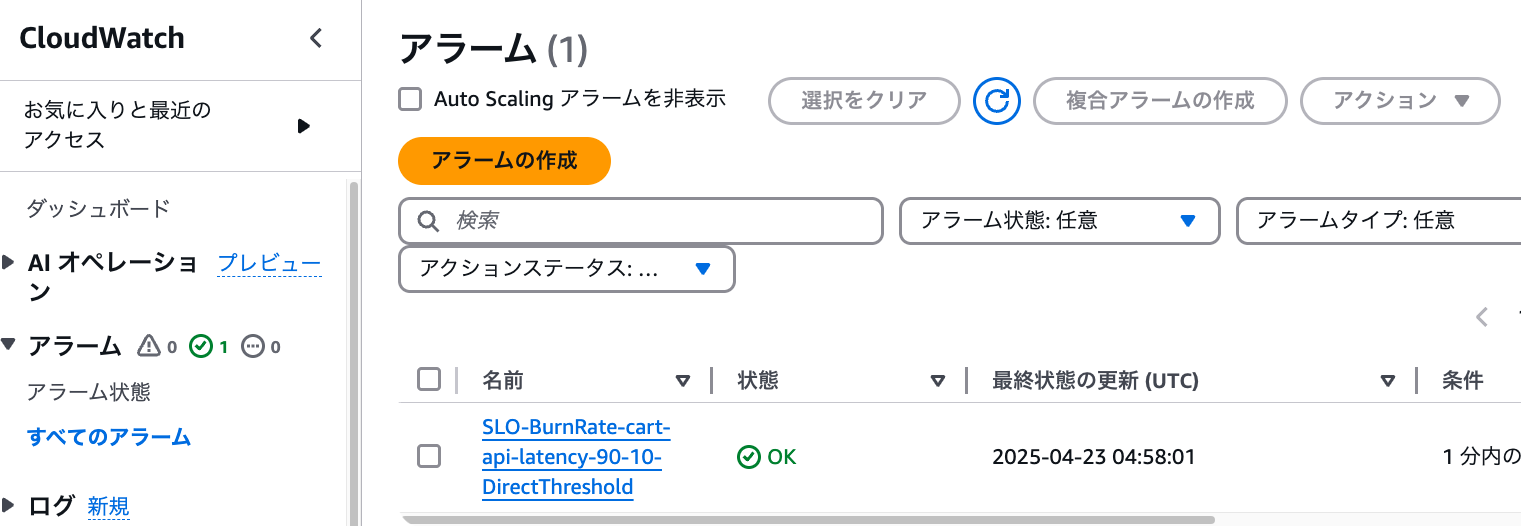 CloudWatch
お気に入りと最近の
アクセス
ダッシュボード
AI オペレーショ プレビュー
ン
アラーム 0 1 0
アラーム状態
すべてのアラーム
ログ 新規
アラーム (1)
Auto Scaling アラームを非表示
選択をクリア
複合アラームの作成
アクション
アラームの作成
検索
アラーム状態: 任意
アラームタイプ: 任意
アクションステータス: ...
名前
状態
最終状態の更新 (UTC)
条件
SLO-BurnRate-cart-
api-latency-90-10-
DirectThreshold
OK
2025-04-23 04:58:01
1 分内の